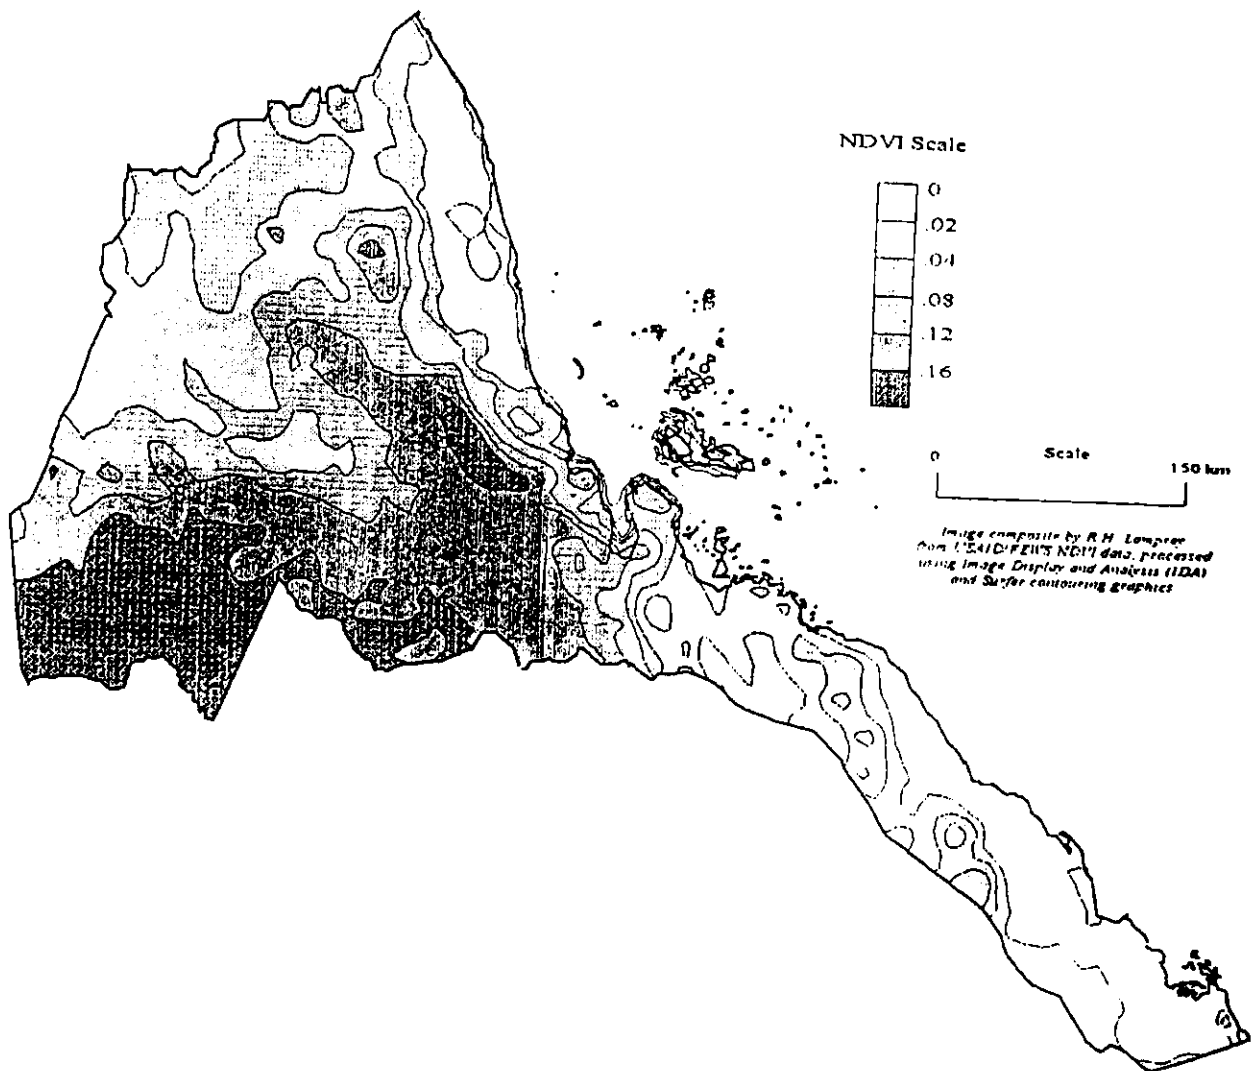 NDVI Scale
0
.02
.04
.08
.12
.16
0 Scale 150 km
Image composite by R.H. Lamprey
from USAID/FEWS NDVI data, processed
using Image Display and Analysis (IDA)
and Surfer contouring graphics